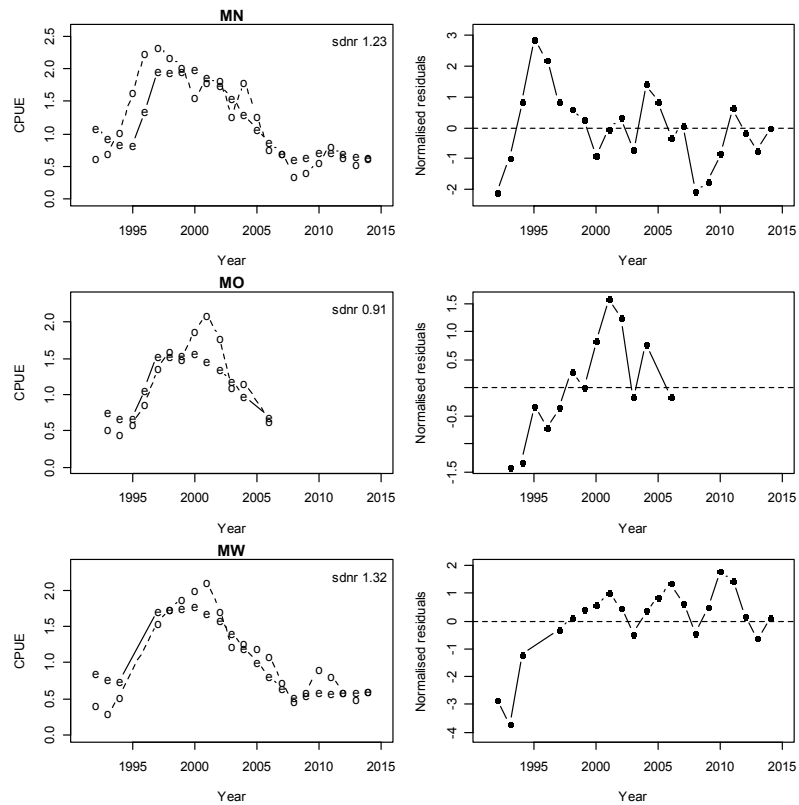 MN
sdnr 1.23
CPUE
0.0 0.5 1.0 1.5 2.0 2.5
1995 2000 2005 2010 2015
Year
Normalised residuals
-2 -1 0 1 2 3
1995 2000 2005 2010 2015
Year
MO
sdnr 0.91
CPUE
0.0 0.5 1.0 1.5 2.0
1995 2000 2005 2010 2015
Year
Normalised residuals
-1.5 -0.5 0.5 1.5
1995 2000 2005 2010 2015
Year
MW
sdnr 1.32
CPUE
0.0 0.5 1.0 1.5 2.0
1995 2000 2005 2010 2015
Year
Normalised residuals
-4 -3 -2 -1 0 1 2
1995 2000 2005 2010 2015
Year